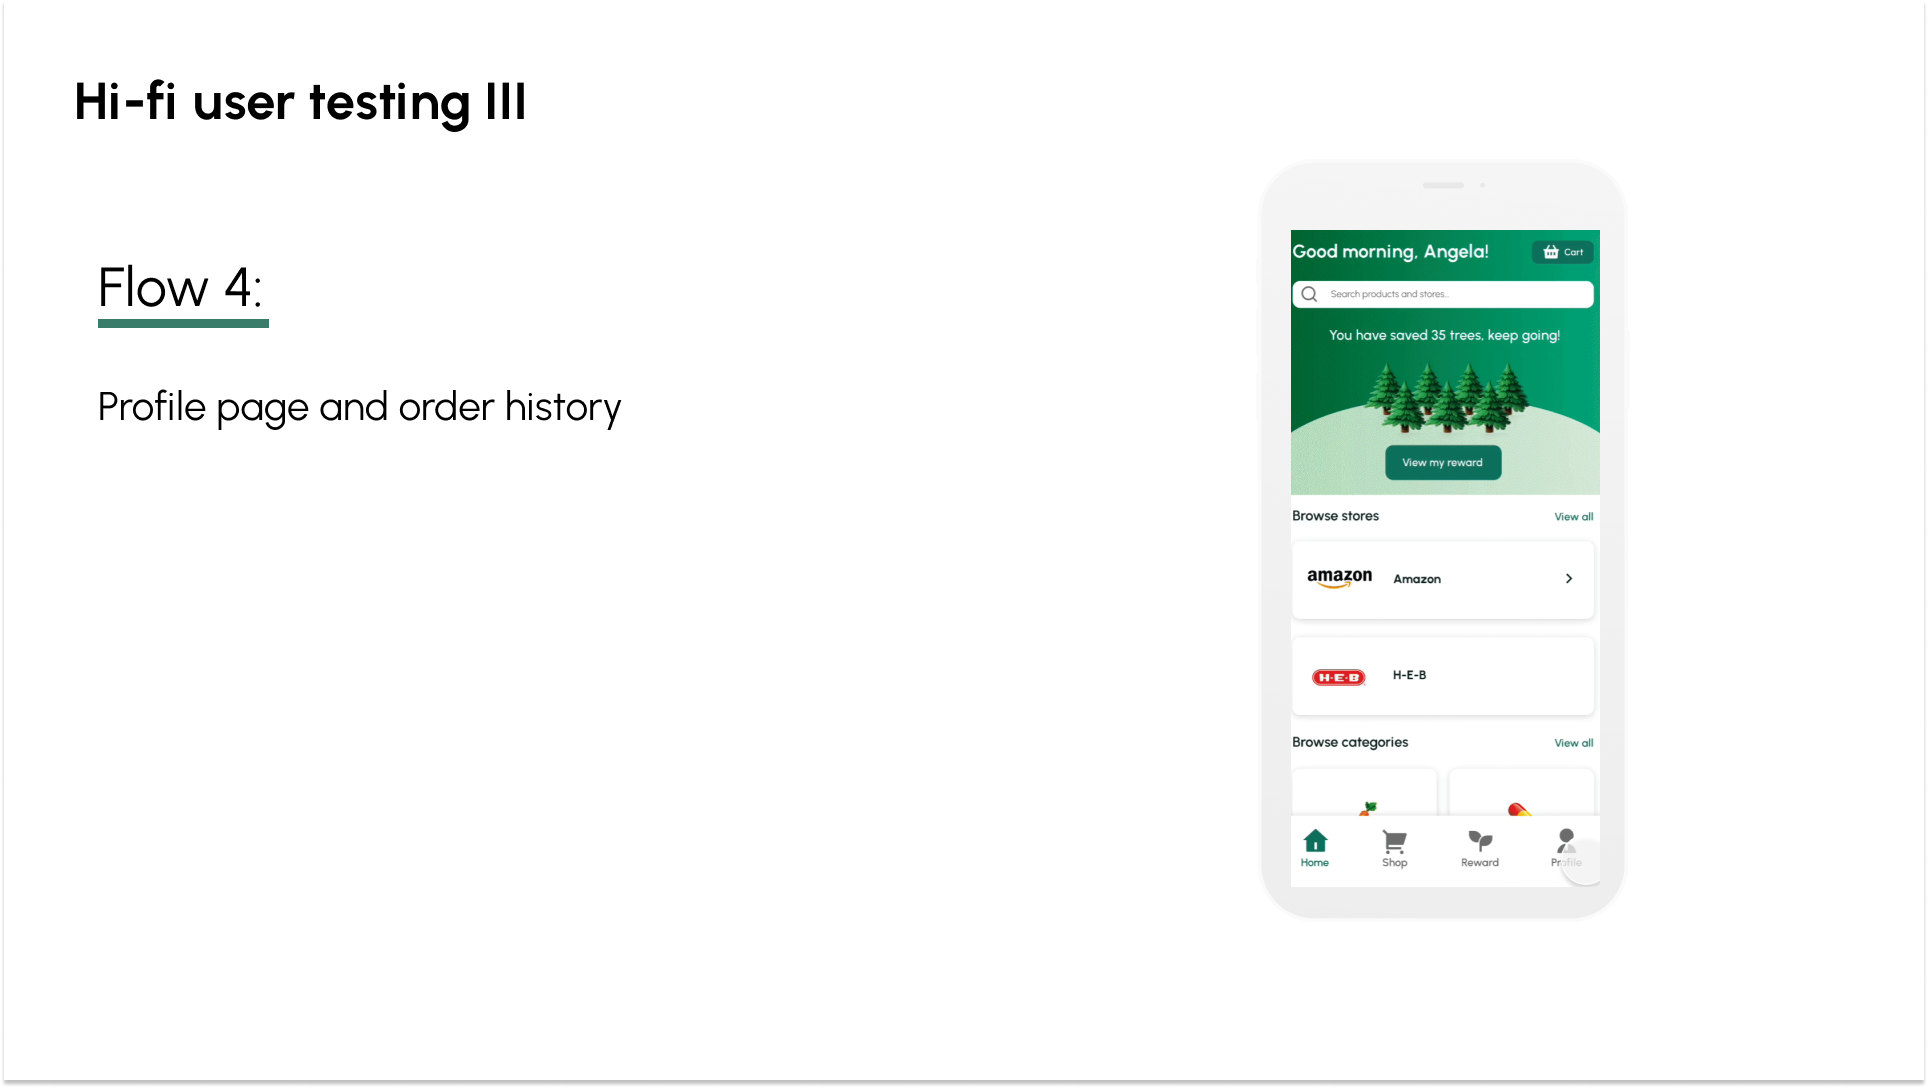 Hi-fi user testing III
Flow 4:
Profile page and order history
Good morning, Angela!
Cart
Search products and stores...
You have saved 35 trees, keep going!
View my reward
Browse stores
View all
amazon
Amazon
H-E-B
H-E-B
Browse categories
View all
Home
Shop
Reward
Profile